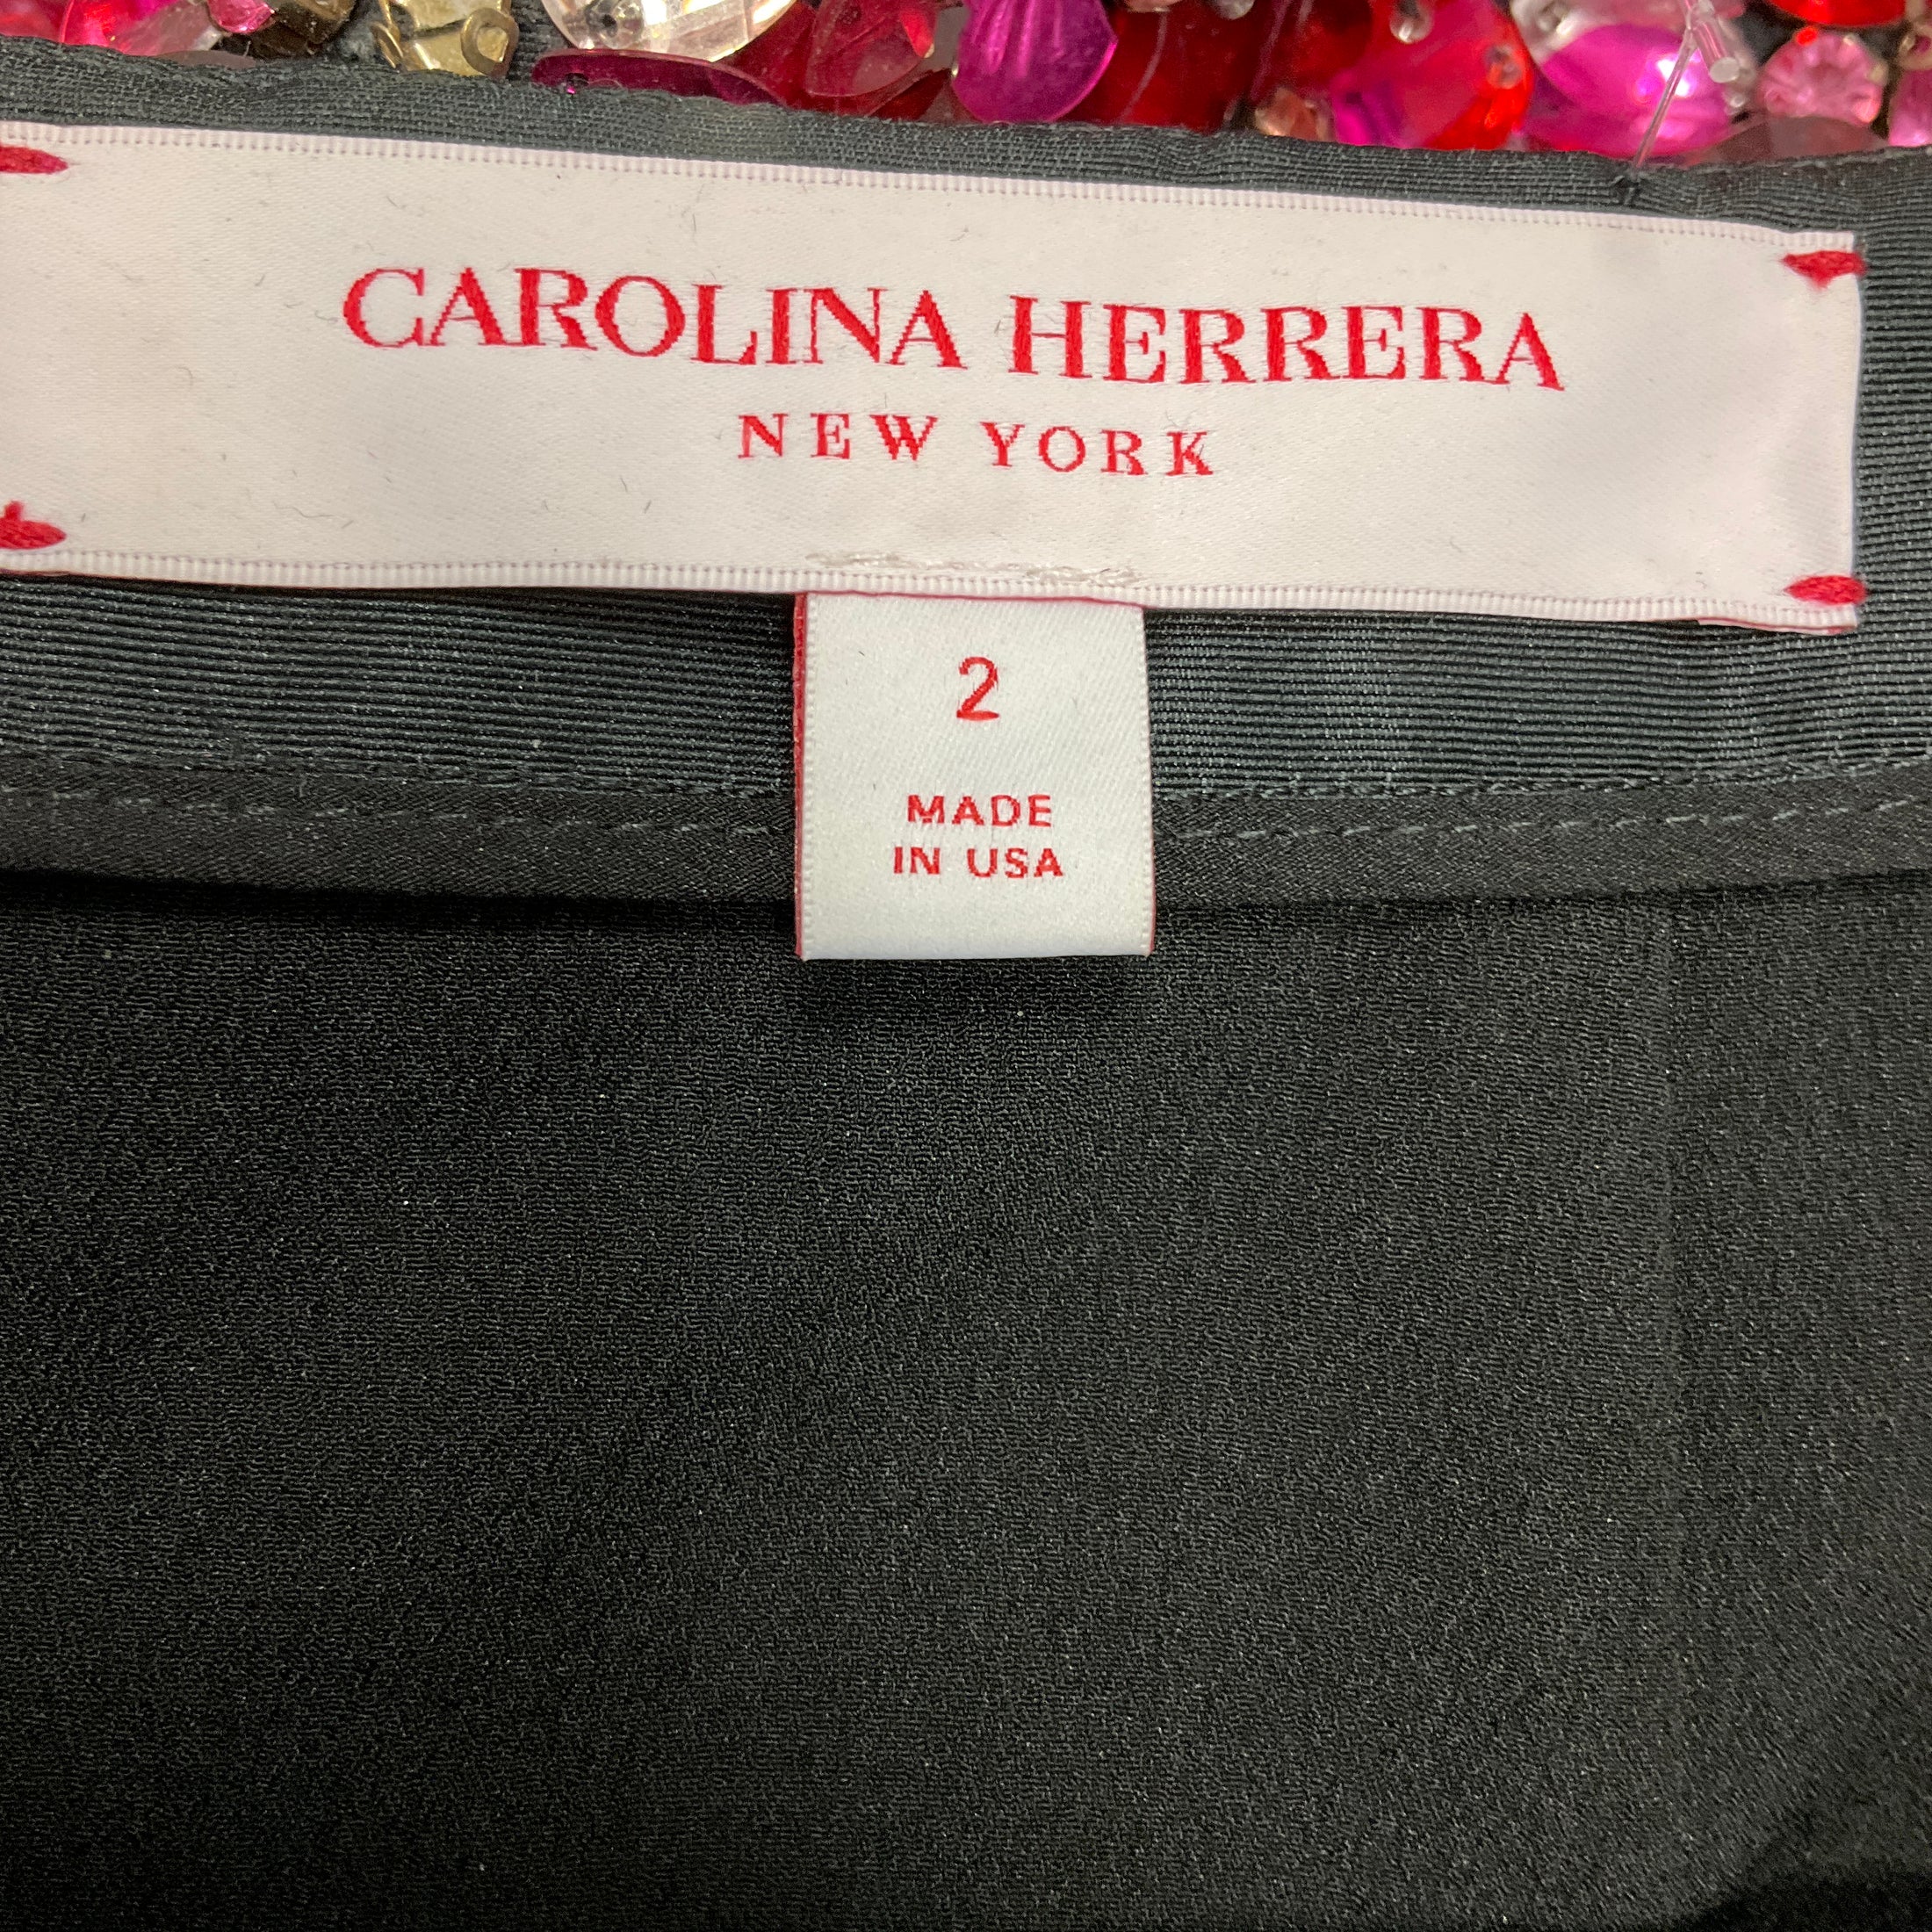 CAROLINA HERRERA
NEW YORK
2
MADE
IN USA